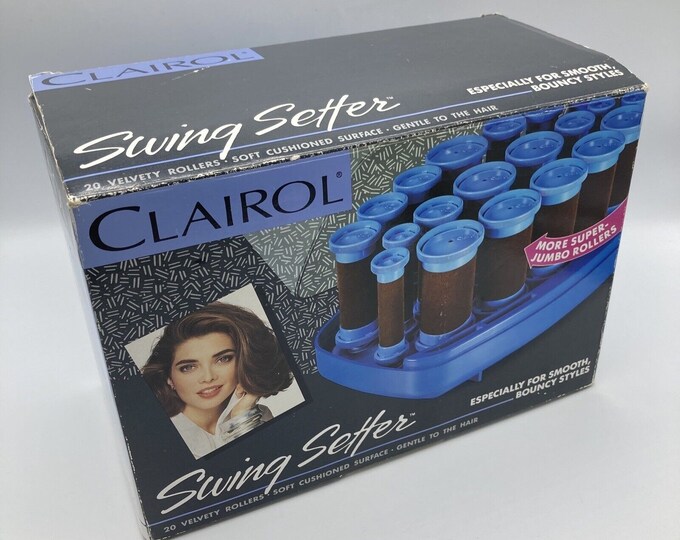 CLAIROL®
ESPECIALLY FOR SMOOTH,
BOUNCY STYLES
Swing Setter™
20 VELVETY ROLLERS · SOFT CUSHIONED SURFACE · GENTLE TO THE HAIR
CLAIROL®
MORE SUPER-
JUMBO ROLLERS
ESPECIALLY FOR SMOOTH,
BOUNCY STYLES
Swing Setter™
20 VELVETY ROLLERS · SOFT CUSHIONED SURFACE · GENTLE TO THE HAIR